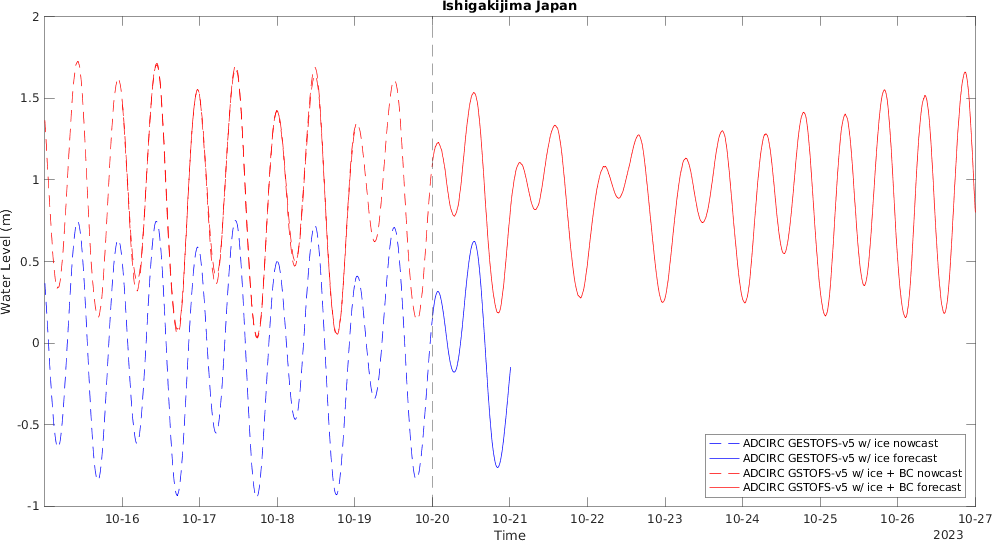 Ishigakijima Japan
Water Level (m)
2
1.5
1
0.5
0
-0.5
-1
10-16 10-17 10-18 10-19 10-20 10-21 10-22 10-23 10-24 10-25 10-26 10-27
Time
2023
ADCIRC GESTOFS-v5 w/ ice nowcast
ADCIRC GESTOFS-v5 w/ ice forecast
ADCIRC GSTOFS-v5 w/ ice + BC nowcast
ADCIRC GSTOFS-v5 w/ ice + BC forecast